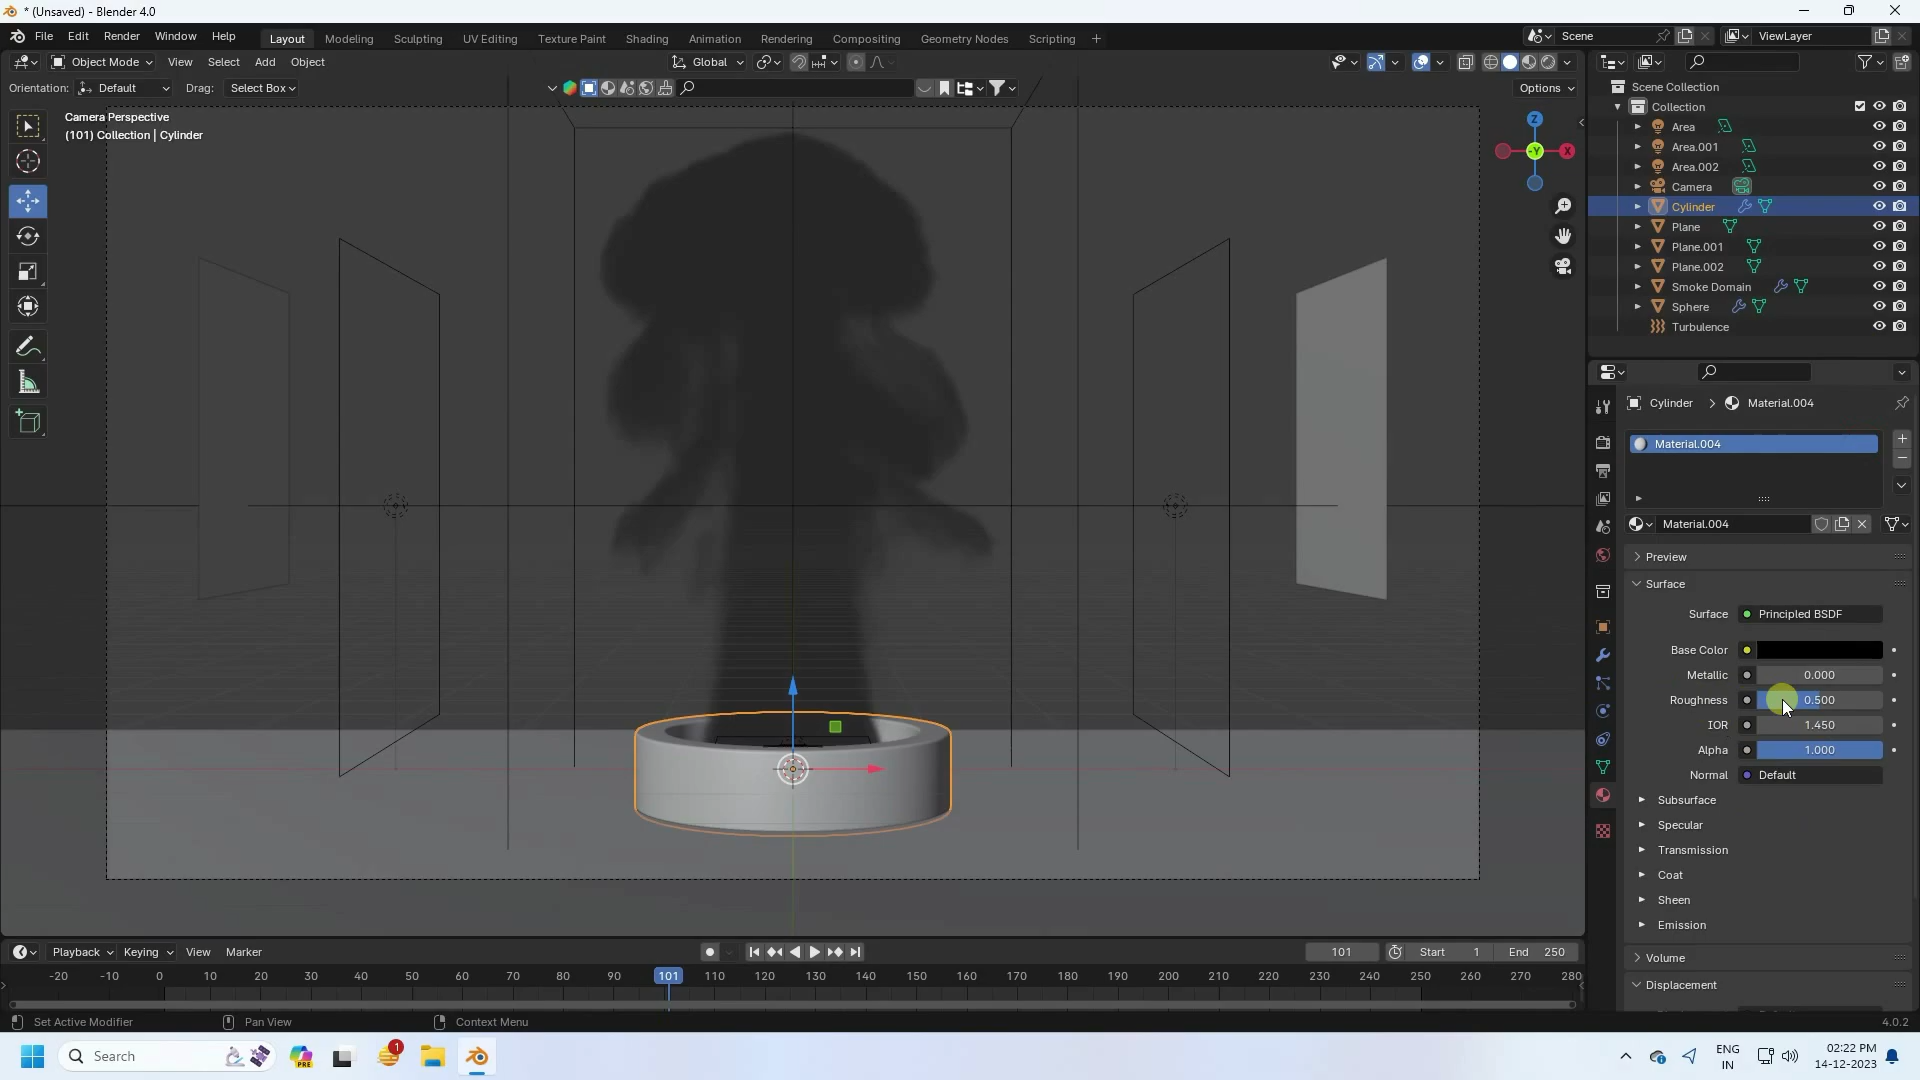 * (Unsaved) - Blender 4.0
File Edit Render Window Help
Layout Modeling Sculpting UV Editing Texture Paint Shading Animation Rendering Compositing Geometry Nodes Scripting +
Scene
ViewLayer
Object Mode View Select Add Object
Global
Orientation: Default Drag: Select Box
Options
Camera Perspective
(101) Collection | Cylinder
Z
-Y
X
Scene Collection
Collection
Area
Area.001
Area.002
Camera
Cylinder
Plane
Plane.001
Plane.002
Smoke Domain
Sphere
Turbulence
Cylinder > Material.004
Material.004
Material.004
Preview
Surface
Surface Principled BSDF
Base Color
Metallic 0.000
Roughness 0.500
IOR 1.450
Alpha 1.000
Normal Default
Subsurface
Specular
Transmission
Coat
Sheen
Emission
Volume
Displacement
Playback Keying View Marker
101 Start 1 End 250
-20 -10 0 10 20 30 40 50 60 70 80 90 101 110 120 130 140 150 160 170 180 190 200 210 220 230 240 250 260 270 280
Set Active Modifier Pan View Context Menu
4.0.2
Search
PRE
1
ENG
IN
02:22 PM
14-12-2023